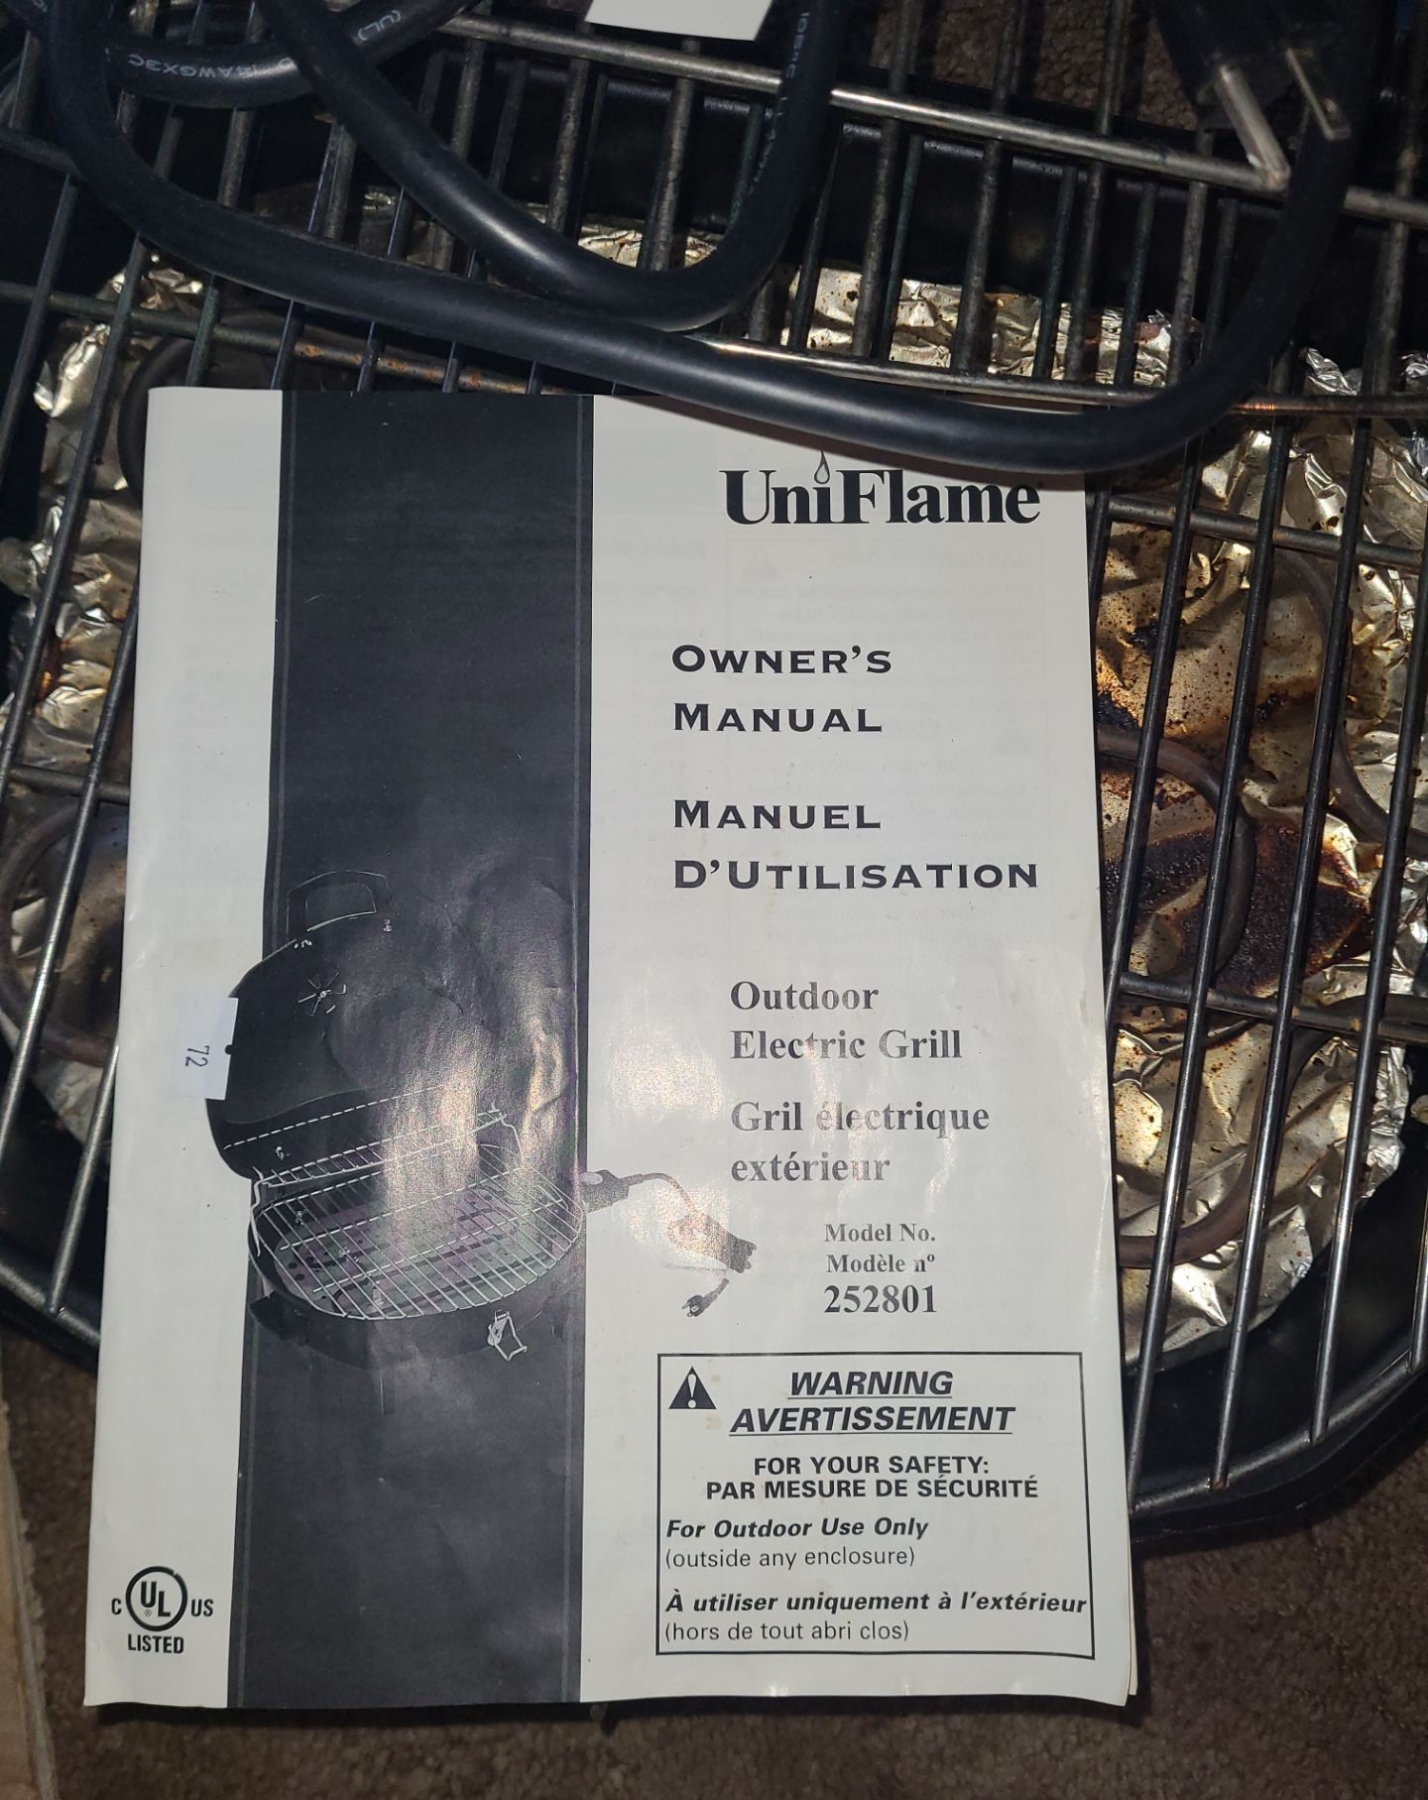 (UL)
AWGX3C
UniFlame
OWNER'S
MANUAL
MANUEL
D'UTILISATION
Outdoor
Electric Grill
Gril électrique
extérieur
Model No.
Modèle nº
252801
72
WARNING
AVERTISSEMENT
FOR YOUR SAFETY:
PAR MESURE DE SÉCURITÉ
For Outdoor Use Only
(outside any enclosure)
À utiliser uniquement à l'extérieur
(hors de tout abri clos)
C UL ® US
LISTED